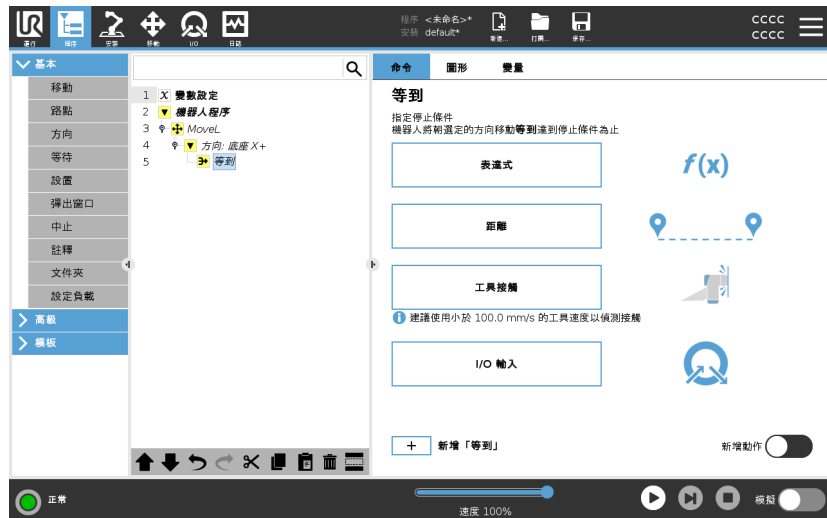 UR
運行
程序
安裝
移動
I/O
日誌
程序 <未命名>*
安裝 default*
新建...
打開...
保存...
CCCC
CCCC
基本
移動
路點
方向
等待
設置
彈出窗口
中止
註釋
文件夾
設定負載
高級
模板
1 X 變數設定
2 機器人程序
3 MoveL
4 方向: 底座 X+
5 等到
命令 圖形 變量
等到
指定停止條件
機器人將朝選定的方向移動等到達到停止條件為止
表達式
f(x)
距離
工具接觸
建議使用小於 100.0 mm/s 的工具速度以偵測接觸
I/O 輸入
+ 新增「等到」
新增動作
正常
速度 100%
模擬